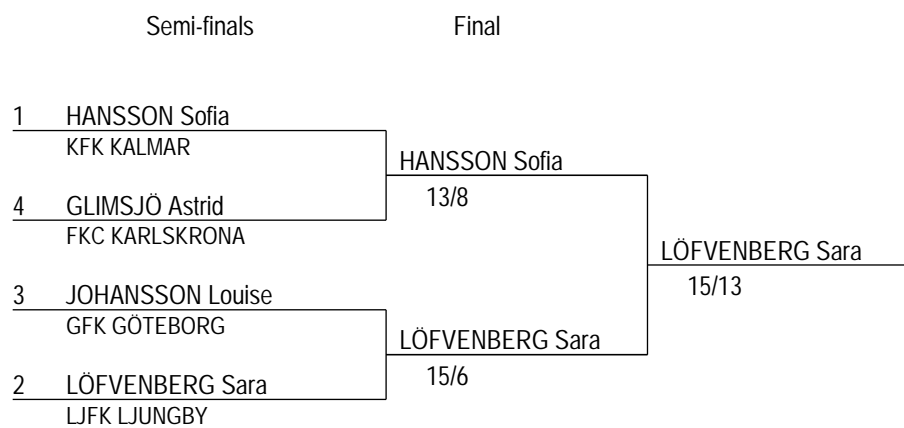 Semi-finals Final
1 HANSSON Sofia
KFK KALMAR
HANSSON Sofia
13/8
4 GLIMSJÖ Astrid
FKC KARLSKRONA
LÖFVENBERG Sara
15/13
3 JOHANSSON Louise
GFK GÖTEBORG
LÖFVENBERG Sara
15/6
2 LÖFVENBERG Sara
LJFK LJUNGBY